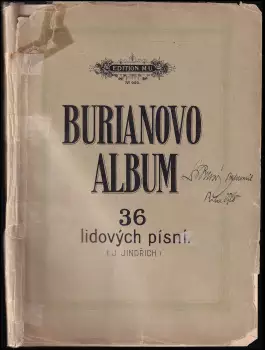 EDITION M.U.
BURIANOVO
ALBUM
36
lidových písní.
(J. JINDŘICH)